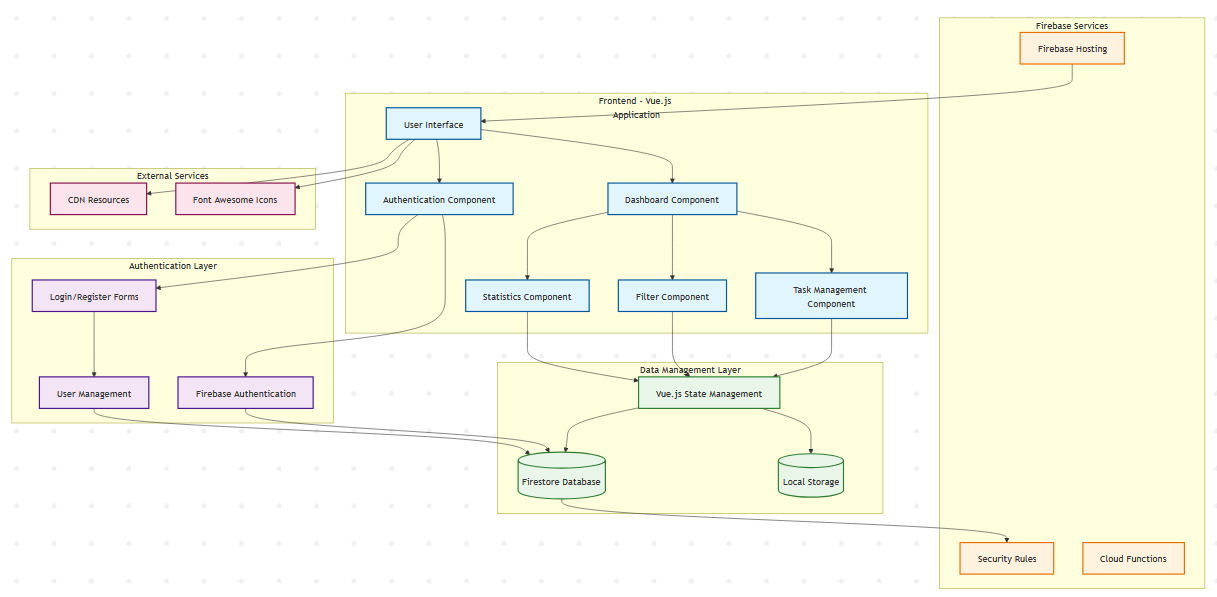 Firebase Services
Firebase Hosting
Frontend - Vue.js
Application
User Interface
External Services
CDN Resources
Font Awesome Icons
Authentication Component
Dashboard Component
Authentication Layer
Login/Register Forms
Statistics Component
Filter Component
Task Management
Component
Data Management Layer
User Management
Firebase Authentication
Vue.js State Management
Firestore Database
Local Storage
Security Rules
Cloud Functions